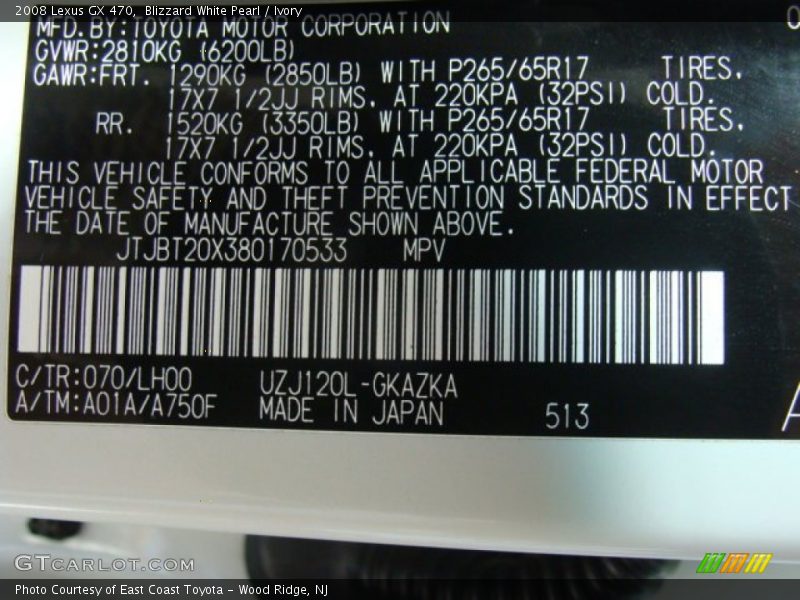 2008 Lexus GX 470, Blizzard White Pearl / Ivory
MFD.BY:TOYOTA MOTOR CORPORATION
GVWR:2810KG (6200LB)
GAWR:FRT. 1290KG (2850LB) WITH P265/65R17 TIRES,
17X7 1/2JJ RIMS, AT 220KPA (32PSI) COLD.
RR. 1520KG (3350LB) WITH P265/65R17 TIRES,
17X7 1/2JJ RIMS, AT 220KPA (32PSI) COLD.
THIS VEHICLE CONFORMS TO ALL APPLICABLE FEDERAL MOTOR
VEHICLE SAFETY AND THEFT PREVENTION STANDARDS IN EFFECT
THE DATE OF MANUFACTURE SHOWN ABOVE.
JTJBT20X380170533 MPV
C/TR:070/LH00 UZJ120L-GKAZKA
A/TM:A01A/A750F MADE IN JAPAN 513
GTCARLOT.COM
Photo Courtesy of East Coast Toyota - Wood Ridge, NJ